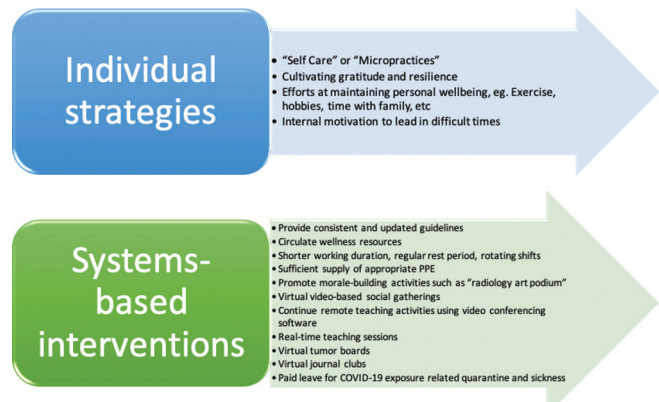 Individual
strategies
• "Self Care" or "Micropractices"
• Cultivating gratitude and resilience
• Efforts at maintaining personal wellbeing, eg. Exercise,
hobbies, time with family, etc
• Internal motivation to lead in difficult times
Systems-
based
interventions
• Provide consistent and updated guidelines
• Circulate wellness resources
• Shorter working duration, regular rest period, rotating shifts
• Sufficient supply of appropriate PPE
• Promote morale-building activities such as "radiology art podium"
• Virtual video-based social gatherings
• Continue remote teaching activities using video conferencing
software
• Real-time teaching sessions
• Virtual tumor boards
• Virtual journal clubs
• Paid leave for COVID-19 exposure related quarantine and sickness